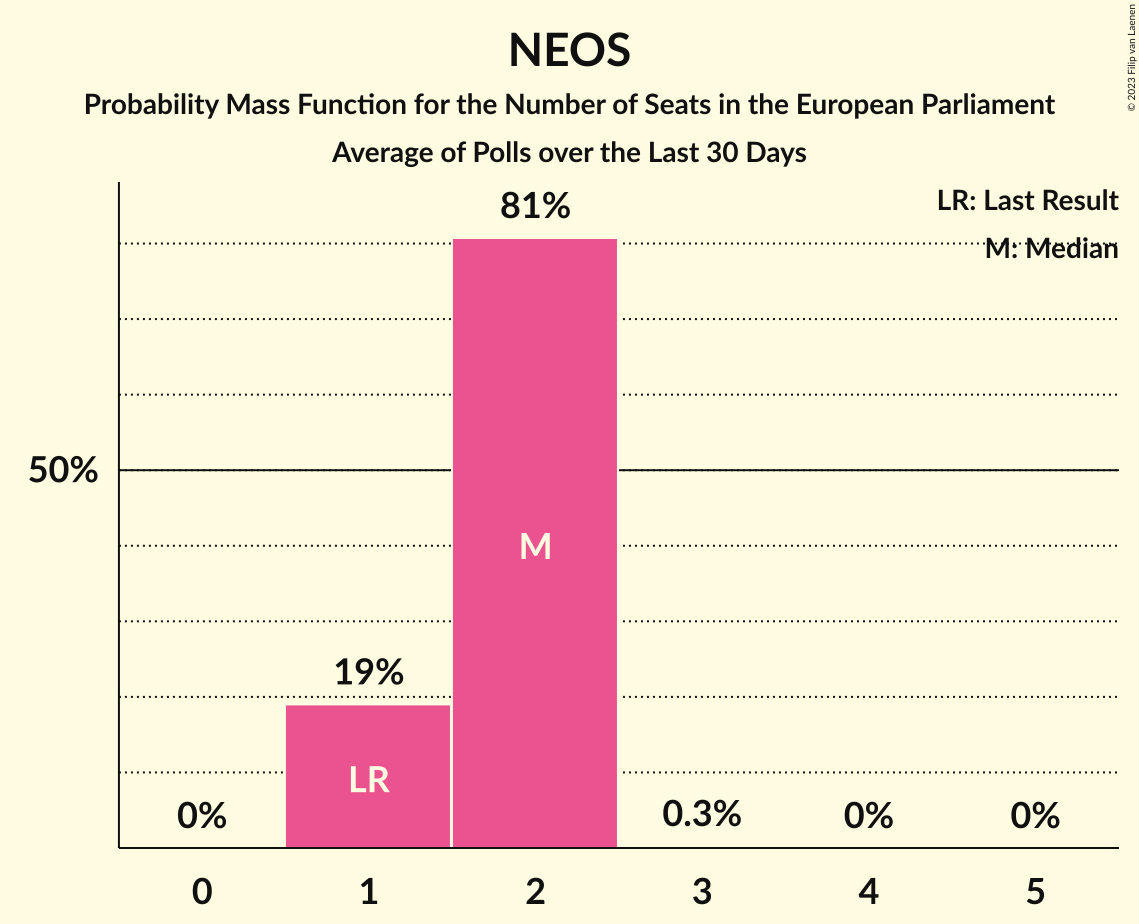 NEOS
Probability Mass Function for the Number of Seats in the European Parliament
Average of Polls over the Last 30 Days
© 2023 Filip van Laenen
LR: Last Result
M: Median
81%
50%
M
19%
LR
0%
0.3%
0%
0%
0 1 2 3 4 5